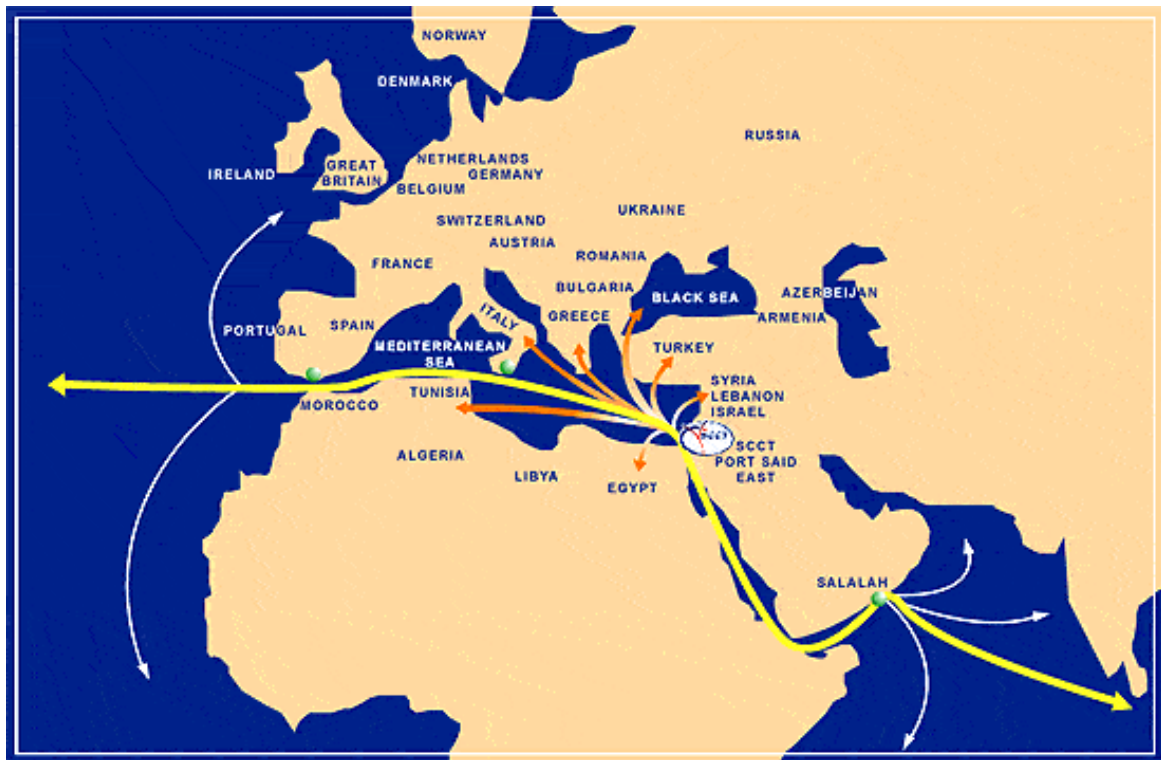 NORWAY
DENMARK
RUSSIA
NETHERLANDS
GERMANY
GREAT
BRITAIN
IRELAND
BELGIUM
UKRAINE
SWITZERLAND
AUSTRIA
ROMANIA
FRANCE
BULGARIA
BLACK SEA
AZERBEIJAN
ITALY
GREECE
ARMENIA
PORTUGAL
SPAIN
MEDITERRANEAN
SEA
TURKEY
SYRIA
LEBANON
ISRAEL
TUNISIA
MOROCCO
SCCT
SCCT
PORT SAID
EAST
ALGERIA
LIBYA
EGYPT
SALALAH